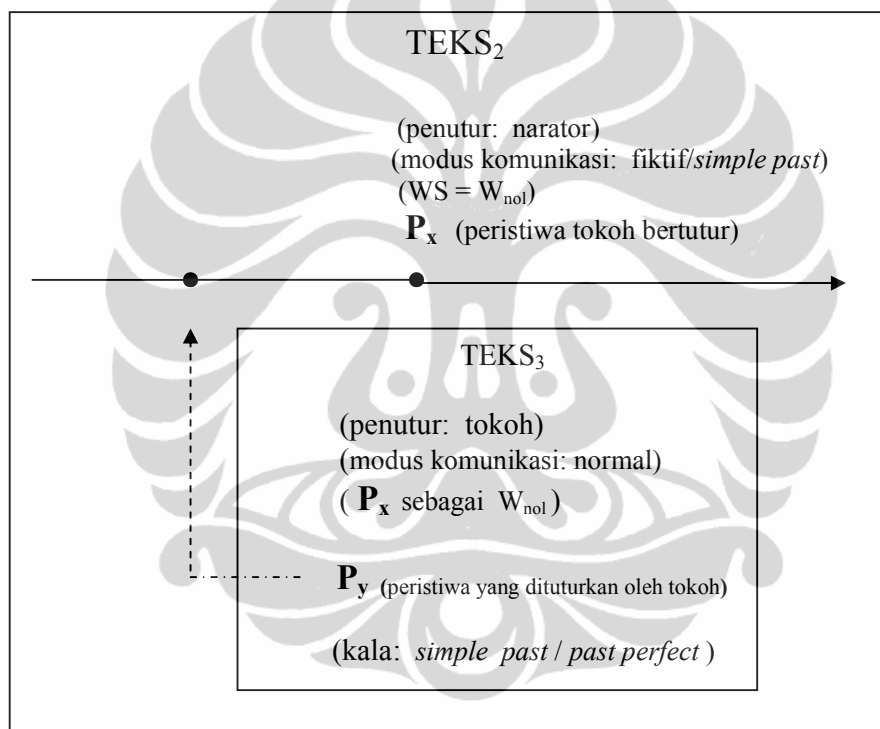 TEKS₂
(penutur: narator)
(modus komunikasi: fiktif/simple past)
(WS = Wnol)
Px (peristiwa tokoh bertutur)
TEKS₃
(penutur: tokoh)
(modus komunikasi: normal)
( Px sebagai Wnol)
Py (peristiwa yang dituturkan oleh tokoh)
(kala: simple past / past perfect )